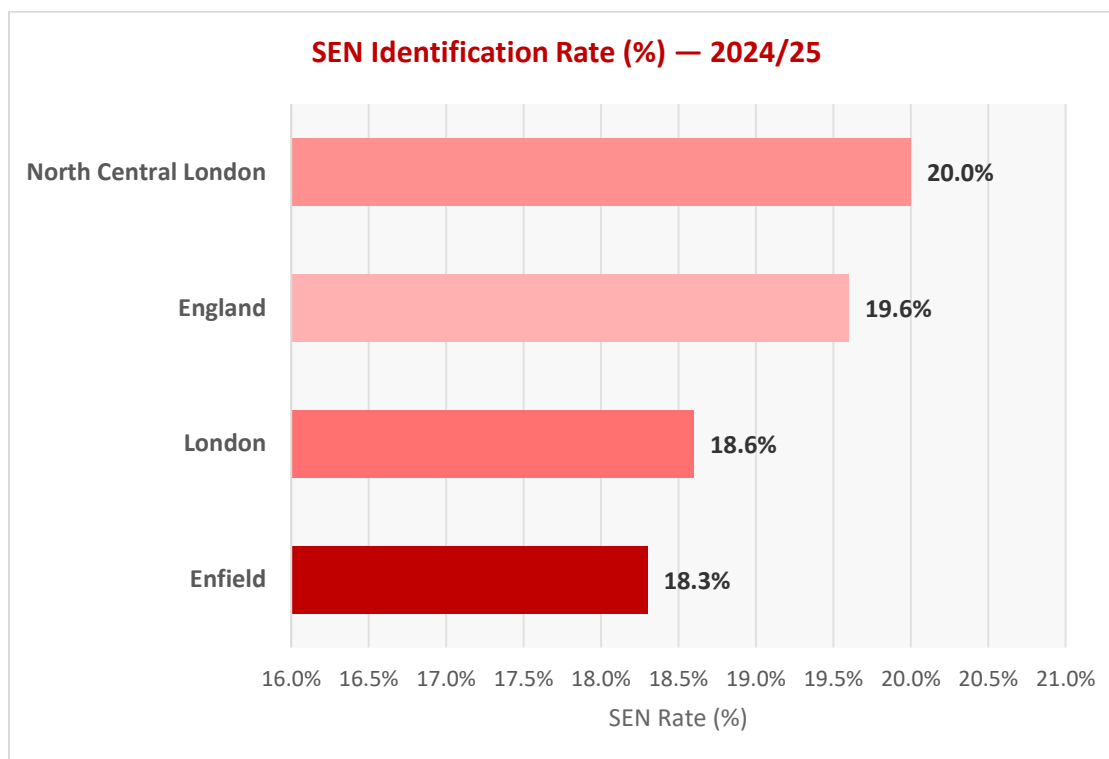 SEN Identification Rate (%) — 2024/25
North Central London
20.0%
England
19.6%
London
18.6%
Enfield
18.3%
16.0% 16.5% 17.0% 17.5% 18.0% 18.5% 19.0% 19.5% 20.0% 20.5% 21.0%
SEN Rate (%)